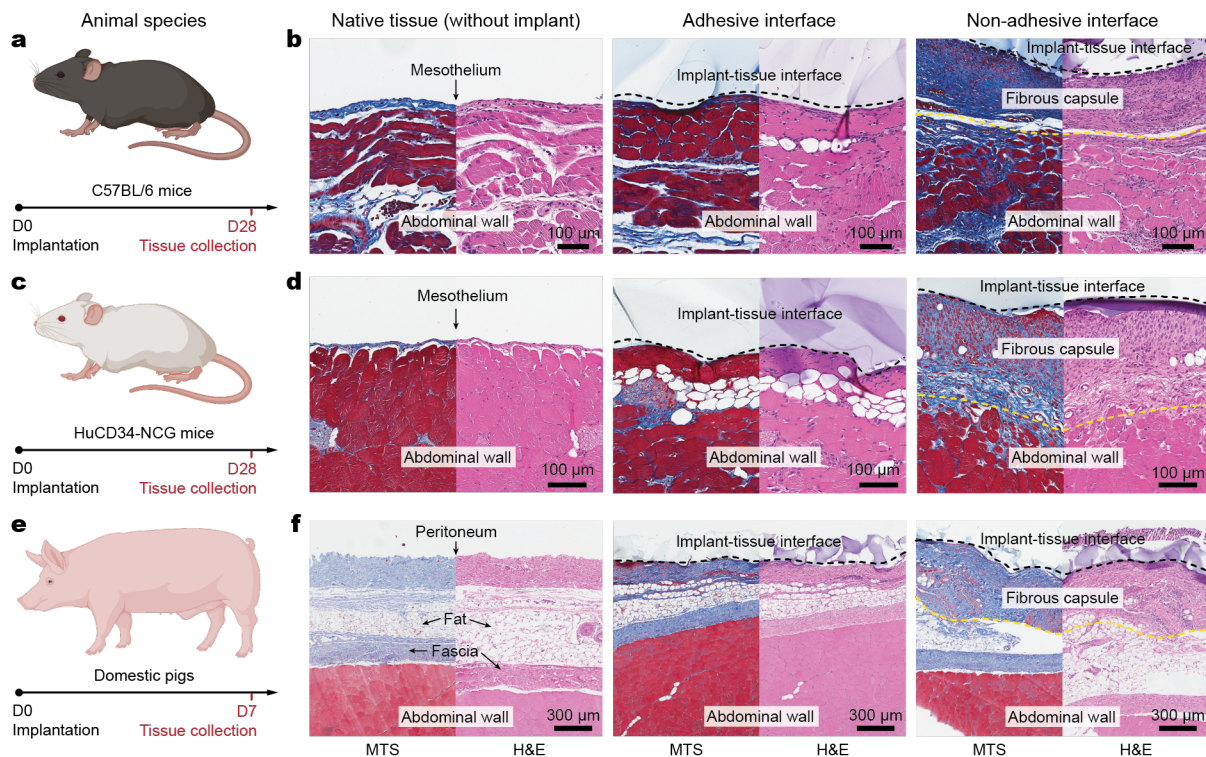 Animal species
Native tissue (without implant)
Adhesive interface
Non-adhesive interface
a
C57BL/6 mice
D0
D28
Implantation
Tissue collection
b
Mesothelium
Abdominal wall
100 µm
Implant-tissue interface
Abdominal wall
100 µm
Implant-tissue interface
Fibrous capsule
Abdominal wall
100 µm
c
HuCD34-NCG mice
D0
D28
Implantation
Tissue collection
d
Mesothelium
Abdominal wall
100 µm
Implant-tissue interface
Abdominal wall
100 µm
Implant-tissue interface
Fibrous capsule
Abdominal wall
100 µm
e
Domestic pigs
D0
D7
Implantation
Tissue collection
f
Peritoneum
Fat
Fascia
Abdominal wall
300 µm
Implant-tissue interface
Abdominal wall
300 µm
Implant-tissue interface
Fibrous capsule
Abdominal wall
300 µm
MTS
H&E
MTS
H&E
MTS
H&E